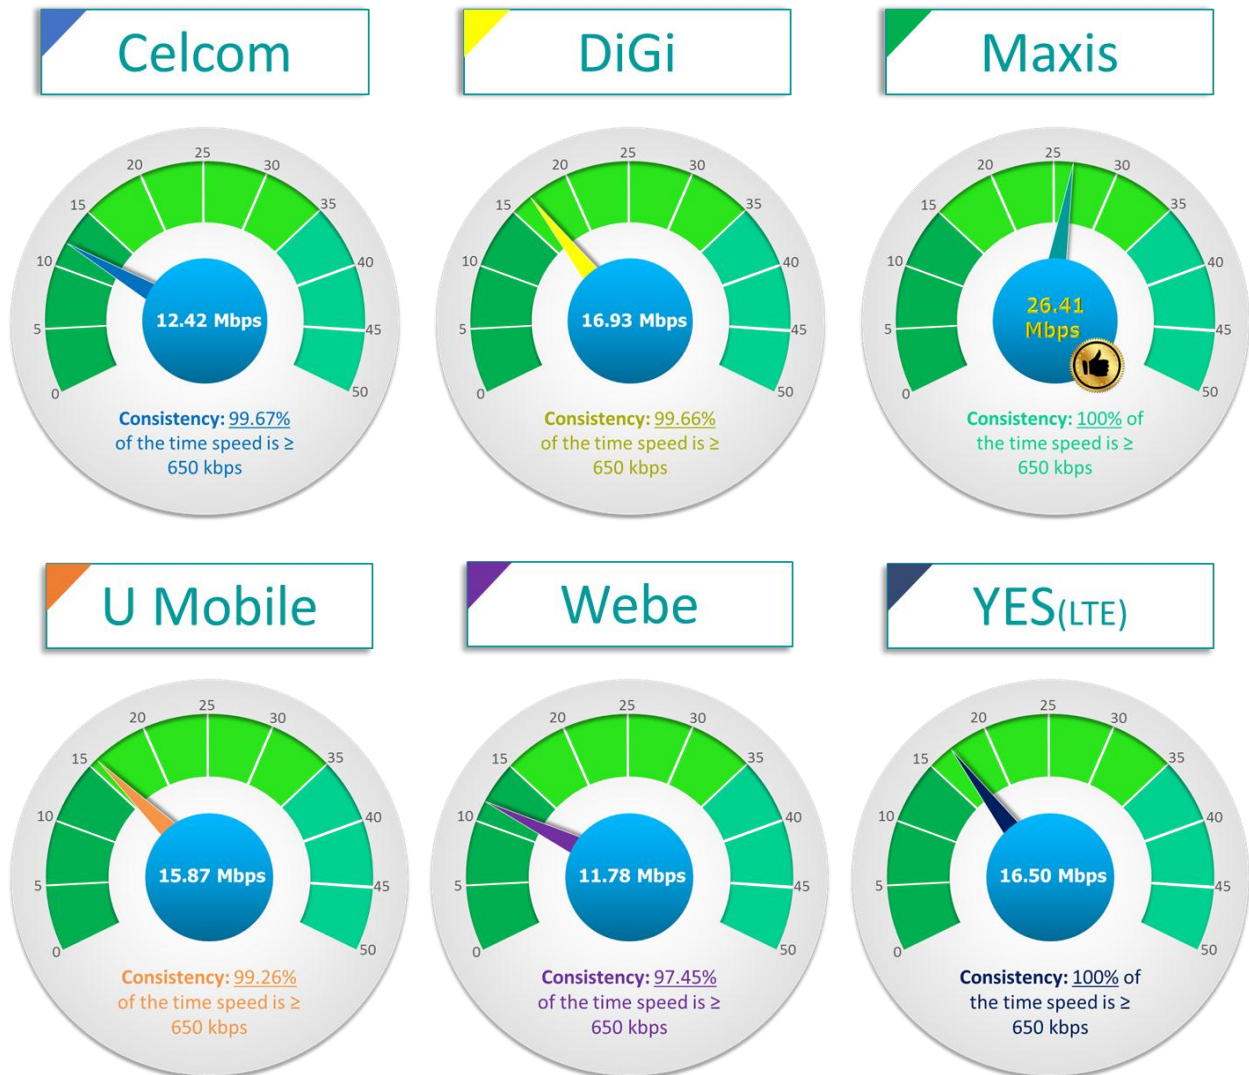 Celcom
DiGi
Maxis
0
5
10
15
20
25
30
35
40
45
50
12.42 Mbps
Consistency: 99.67%
of the time speed is ≥
650 kbps
0
5
10
15
20
25
30
35
40
45
50
16.93 Mbps
Consistency: 99.66%
of the time speed is ≥
650 kbps
0
5
10
15
20
25
30
35
40
45
50
26.41
Mbps
Consistency: 100% of
the time speed is ≥
650 kbps
U Mobile
Webe
YES(LTE)
0
5
10
15
20
25
30
35
40
45
50
15.87 Mbps
Consistency: 99.26%
of the time speed is ≥
650 kbps
0
5
10
15
20
25
30
35
40
45
50
11.78 Mbps
Consistency: 97.45%
of the time speed is ≥
650 kbps
0
5
10
15
20
25
30
35
40
45
50
16.50 Mbps
Consistency: 100% of
the time speed is ≥
650 kbps